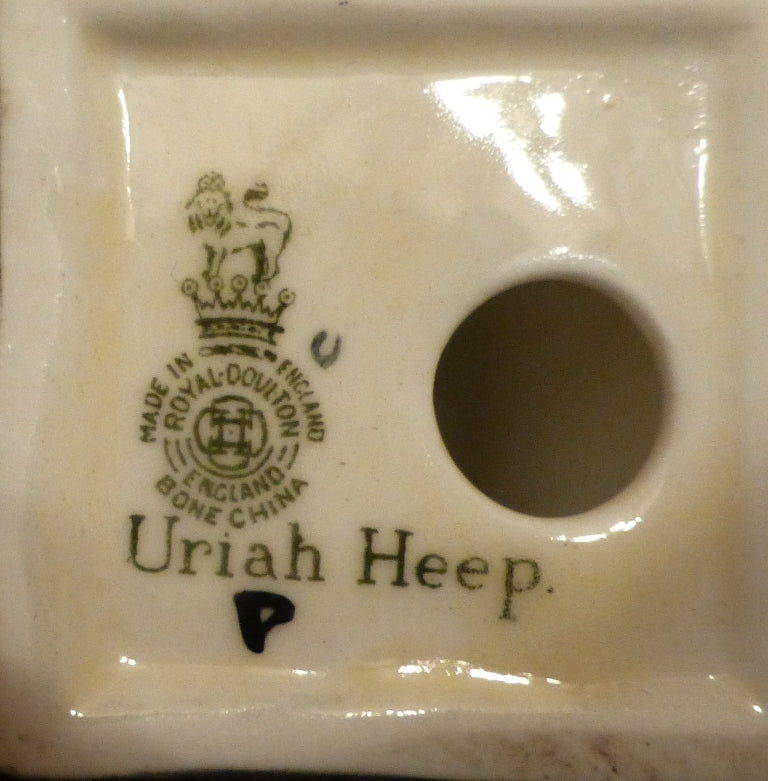 U
MADE IN ENGLAND
ROYAL·DOULTON
ENGLAND
BONE CHINA
Uriah Heep.
P